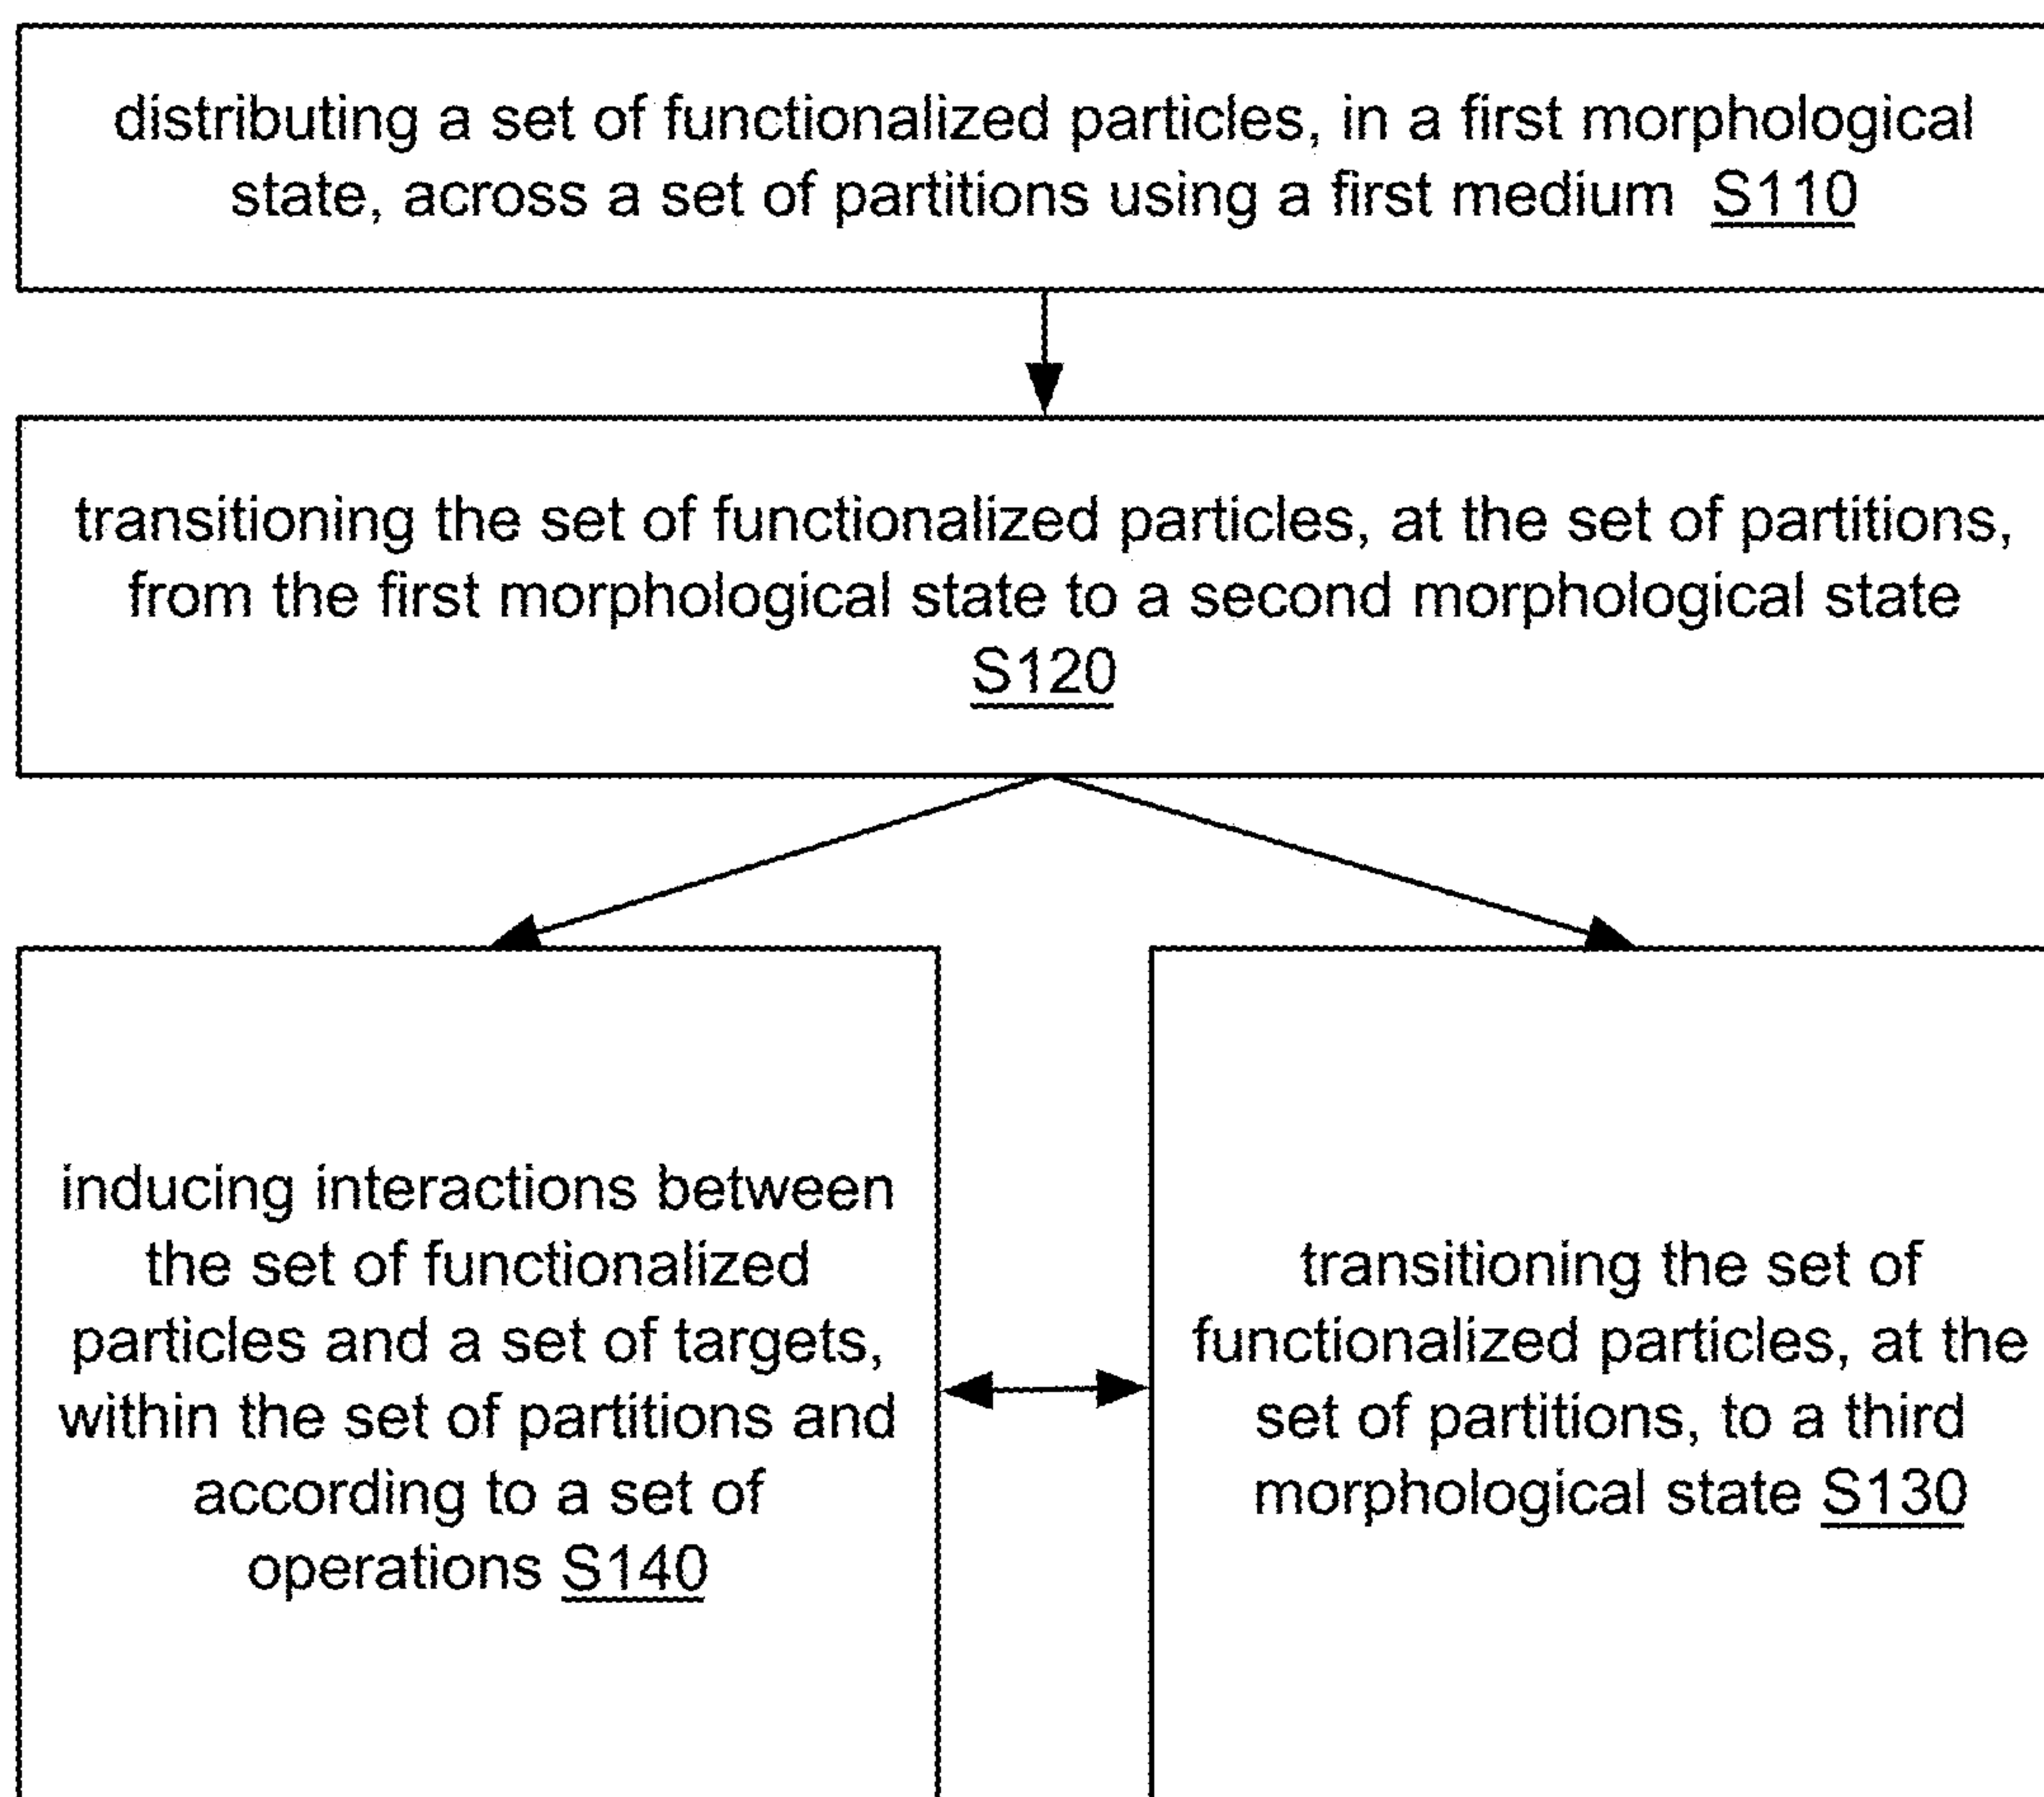 distributing a set of functionalized particles, in a first morphological
state, across a set of partitions using a first medium S110
transitioning the set of functionalized particles, at the set of partitions,
from the first morphological state to a second morphological state
S120
inducing interactions between
the set of functionalized
particles and a set of targets,
within the set of partitions and
according to a set of
operations S140
transitioning the set of
functionalized particles, at the
set of partitions, to a third
morphological state S130